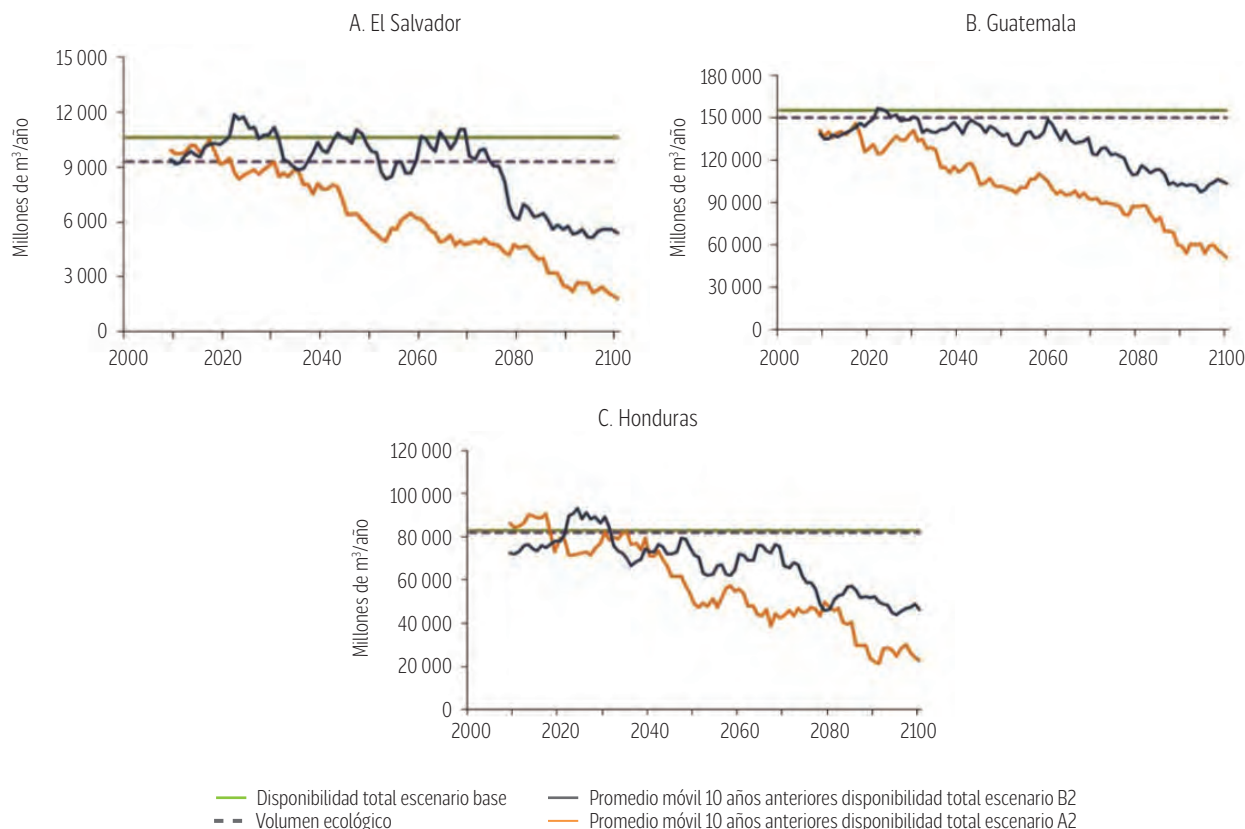 A. El Salvador
Millones de m³/año
15 000
12 000
9 000
6 000
3 000
0
2000 2020 2040 2060 2080 2100
B. Guatemala
Millones de m³/año
180 000
150 000
120 000
90 000
60 000
30 000
0
2000 2020 2040 2060 2080 2100
C. Honduras
Millones de m³/año
120 000
100 000
80 000
60 000
40 000
20 000
0
2000 2020 2040 2060 2080 2100
Disponibilidad total escenario base
Volumen ecológico
Promedio móvil 10 años anteriores disponibilidad total escenario B2
Promedio móvil 10 años anteriores disponibilidad total escenario A2